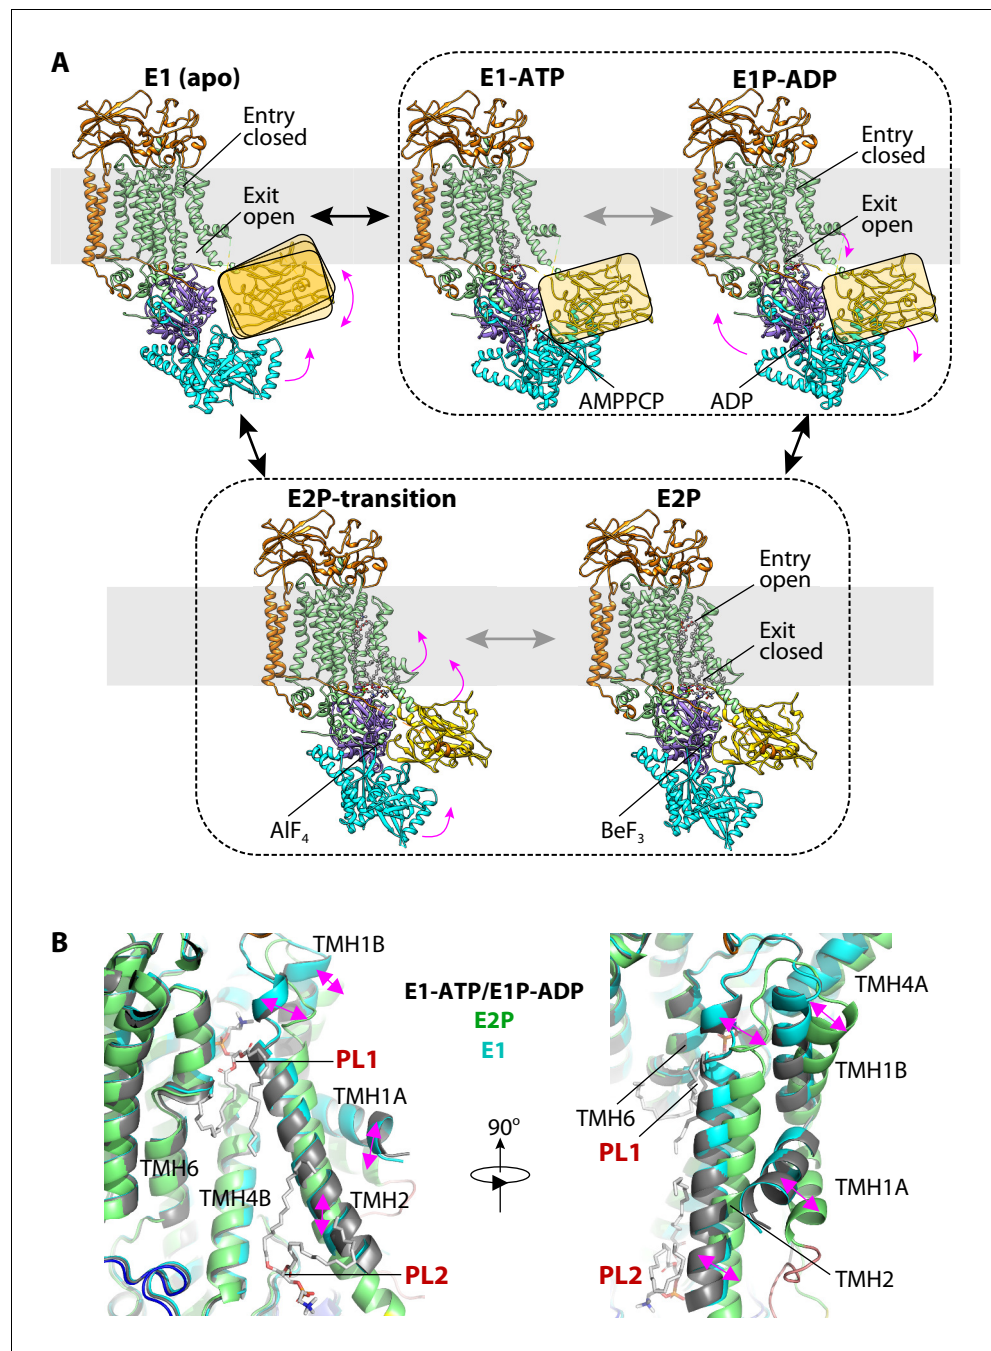 A
E1 (apo)
E1-ATP
E1P-ADP
Entry
closed
Exit
open
Entry
closed
Exit
open
AMPPCP
ADP
E2P-transition
E2P
Entry
open
Exit
closed
AlF4
BeF3
B
TMH1B
PL1
TMH1A
TMH6
TMH4B
TMH2
PL2
E1-ATP/E1P-ADP
E2P
E1
90º
TMH4A
TMH1B
TMH6
PL1
TMH1A
PL2
TMH2